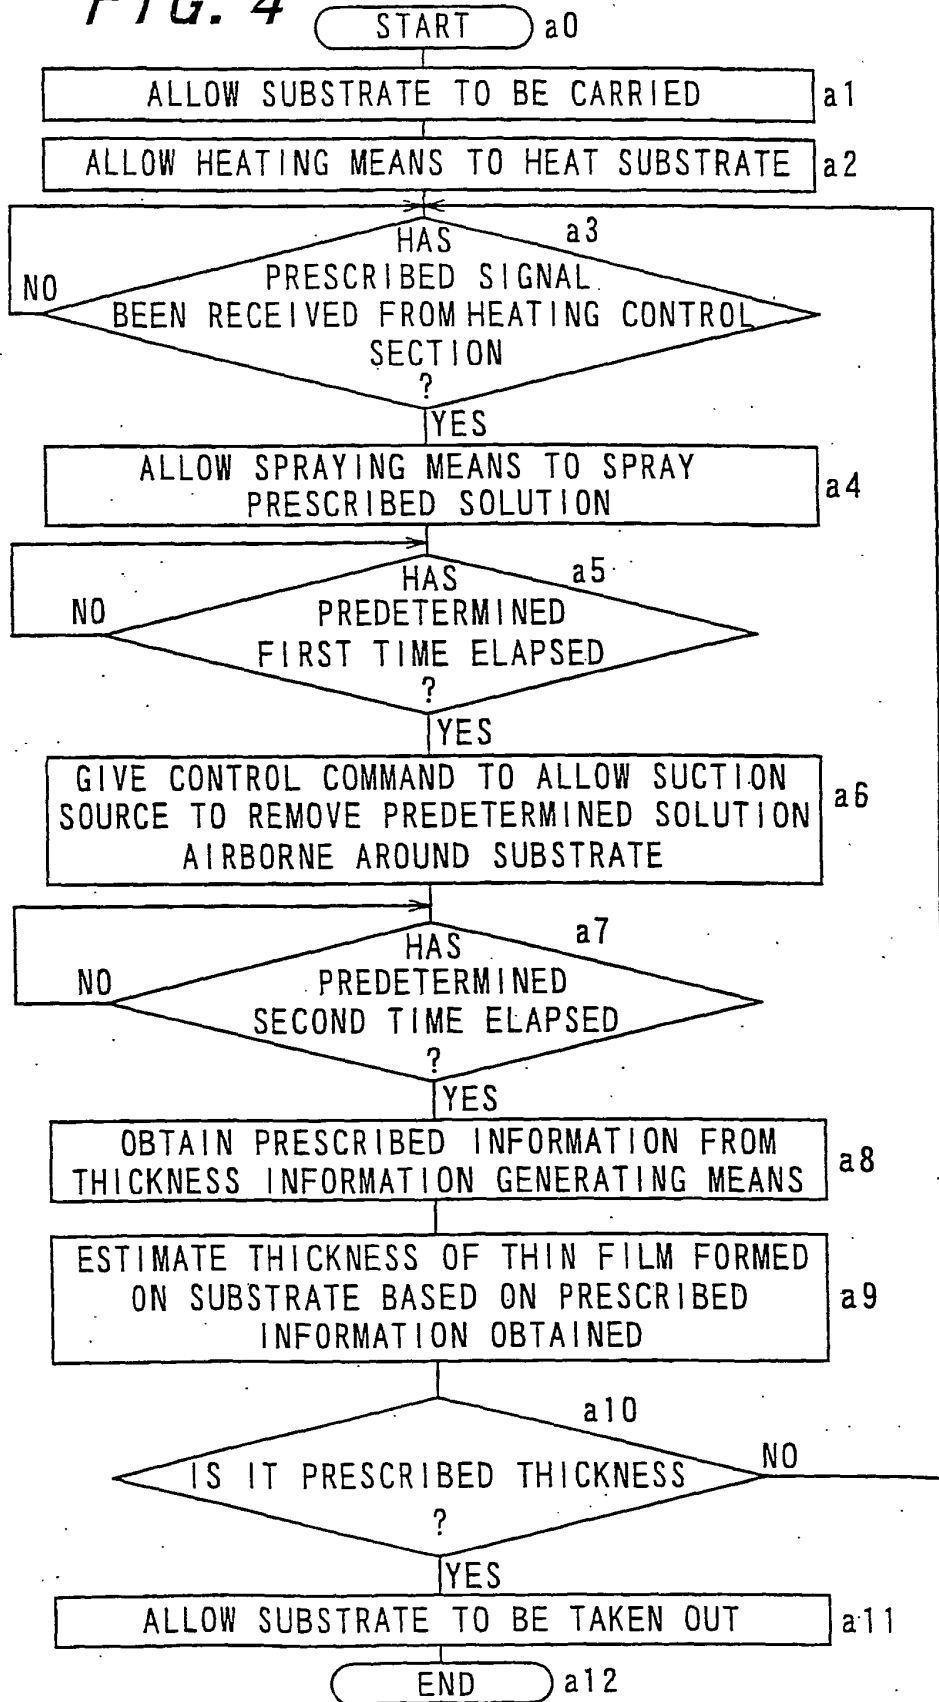 FIG. 4
START a0
ALLOW SUBSTRATE TO BE CARRIED a1
ALLOW HEATING MEANS TO HEAT SUBSTRATE a2
a3
HAS
PRESCRIBED SIGNAL
NO
BEEN RECEIVED FROM HEATING CONTROL
SECTION
?
YES
ALLOW SPRAYING MEANS TO SPRAY
PRESCRIBED SOLUTION
a4
HAS a5
NO PREDETERMINED
FIRST TIME ELAPSED
?
YES
GIVE CONTROL COMMAND TO ALLOW SUCTION
SOURCE TO REMOVE PREDETERMINED SOLUTION
AIRBORNE AROUND SUBSTRATE
a6
a7
HAS
NO PREDETERMINED
SECOND TIME ELAPSED
?
YES
OBTAIN PRESCRIBED INFORMATION FROM
THICKNESS INFORMATION GENERATING MEANS
a8
ESTIMATE THICKNESS OF THIN FILM FORMED
ON SUBSTRATE BASED ON PRESCRIBED
INFORMATION OBTAINED
a9
a10
NO
IS IT PRESCRIBED THICKNESS
?
YES
ALLOW SUBSTRATE TO BE TAKEN OUT a11
END a12